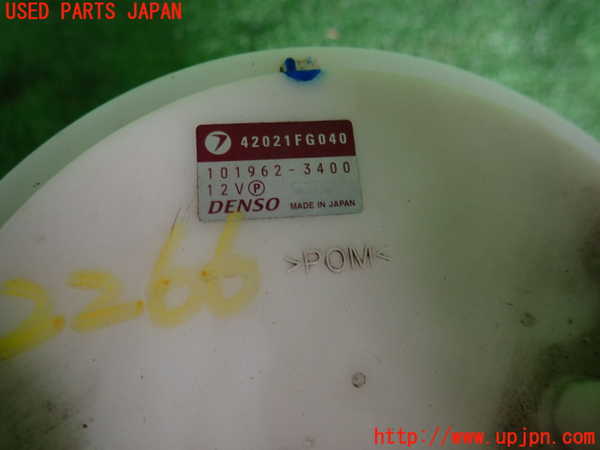 USED PARTS JAPAN
42021FG040
101962-3400
12V Ⓟ
DENSO MADE IN JAPAN
>POM<
2266
http://www.upjpn.com/